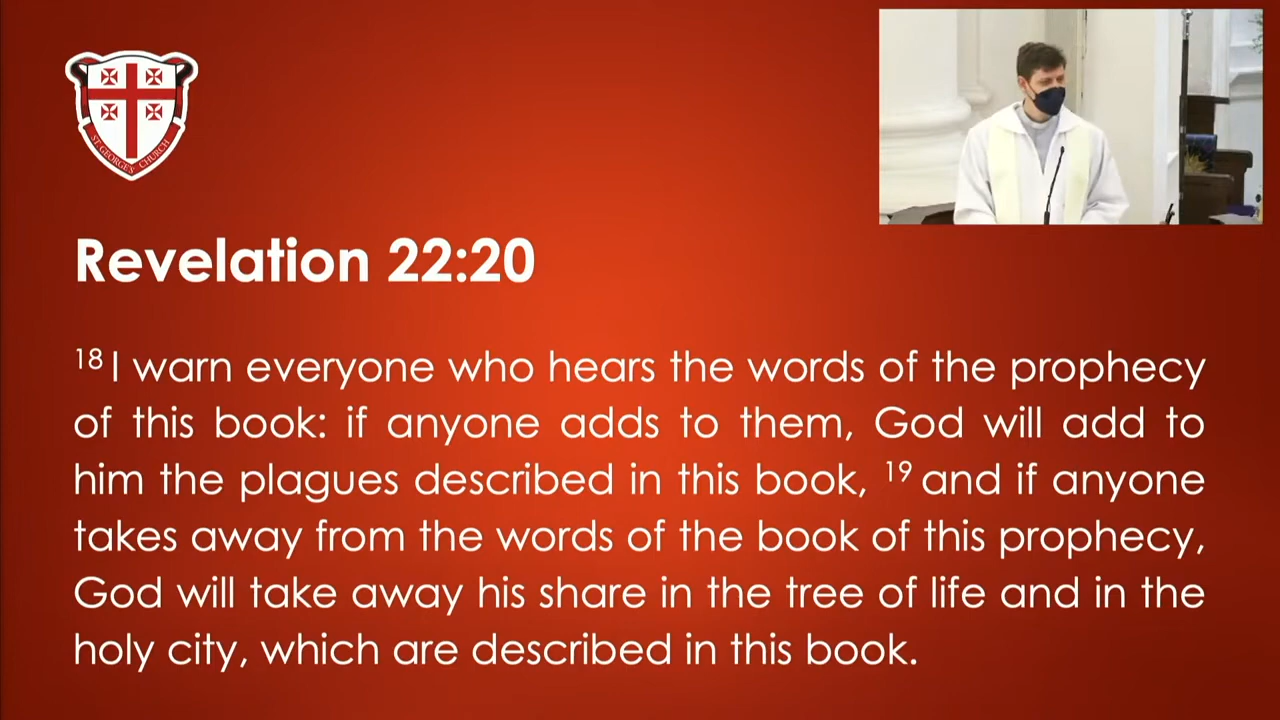 ST. GEORGE'S CHURCH
Revelation 22:20
18 I warn everyone who hears the words of the prophecy
of this book: if anyone adds to them, God will add to
him the plagues described in this book, 19 and if anyone
takes away from the words of the book of this prophecy,
God will take away his share in the tree of life and in the
holy city, which are described in this book.